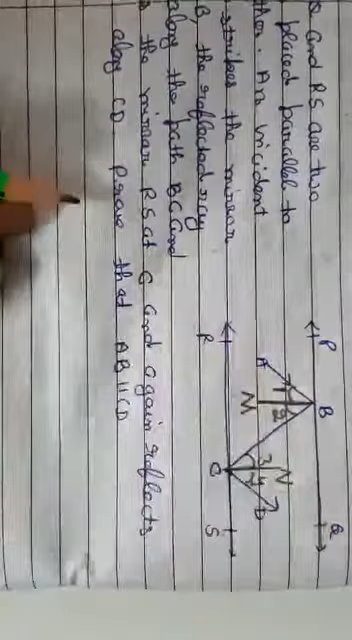 Q and RS are two
placed parallel to
ther. An incident
strikes the mirror
B, the reflected ray
along the path BC and
the mirror RS at C and again reflects
along CD. Prove that AB || CD
P B Q
A 1 2
M
3 N
4 D
R C S